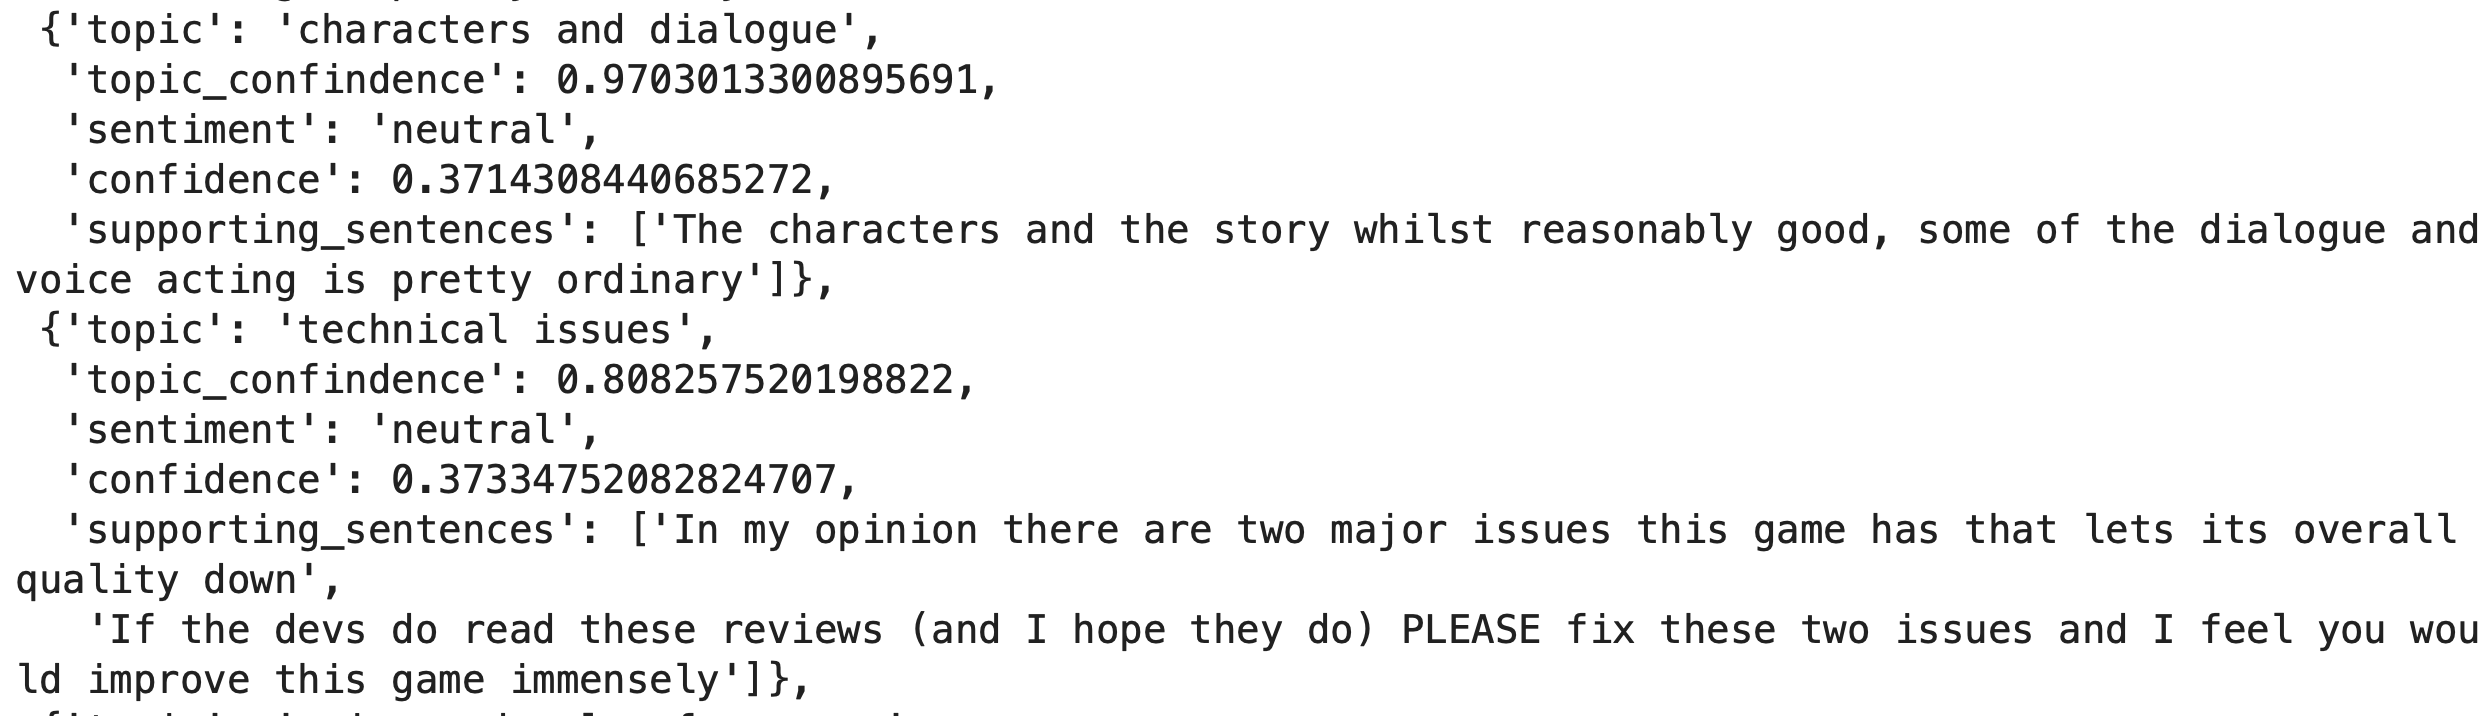 {'topic': 'characters and dialogue',
'topic_confindence': 0.9703013300895691,
'sentiment': 'neutral',
'confidence': 0.3714308440685272,
'supporting_sentences': ['The characters and the story whilst reasonably good, some of the dialogue and
voice acting is pretty ordinary']},
{'topic': 'technical issues',
'topic_confindence': 0.808257520198822,
'sentiment': 'neutral',
'confidence': 0.37334752082824707,
'supporting_sentences': ['In my opinion there are two major issues this game has that lets its overall
quality down',
'If the devs do read these reviews (and I hope they do) PLEASE fix these two issues and I feel you wou
ld improve this game immensely']},